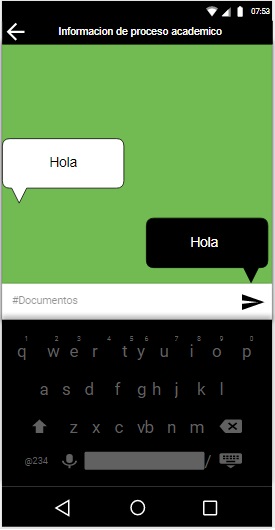 07:53
Informacion de proceso academico
Hola
Hola
#Documentos
1 2 3 4 5 6 7 8 9 0
q w e r t y u i o p
a s d f g h j k l
z x c v b n m
@234 /